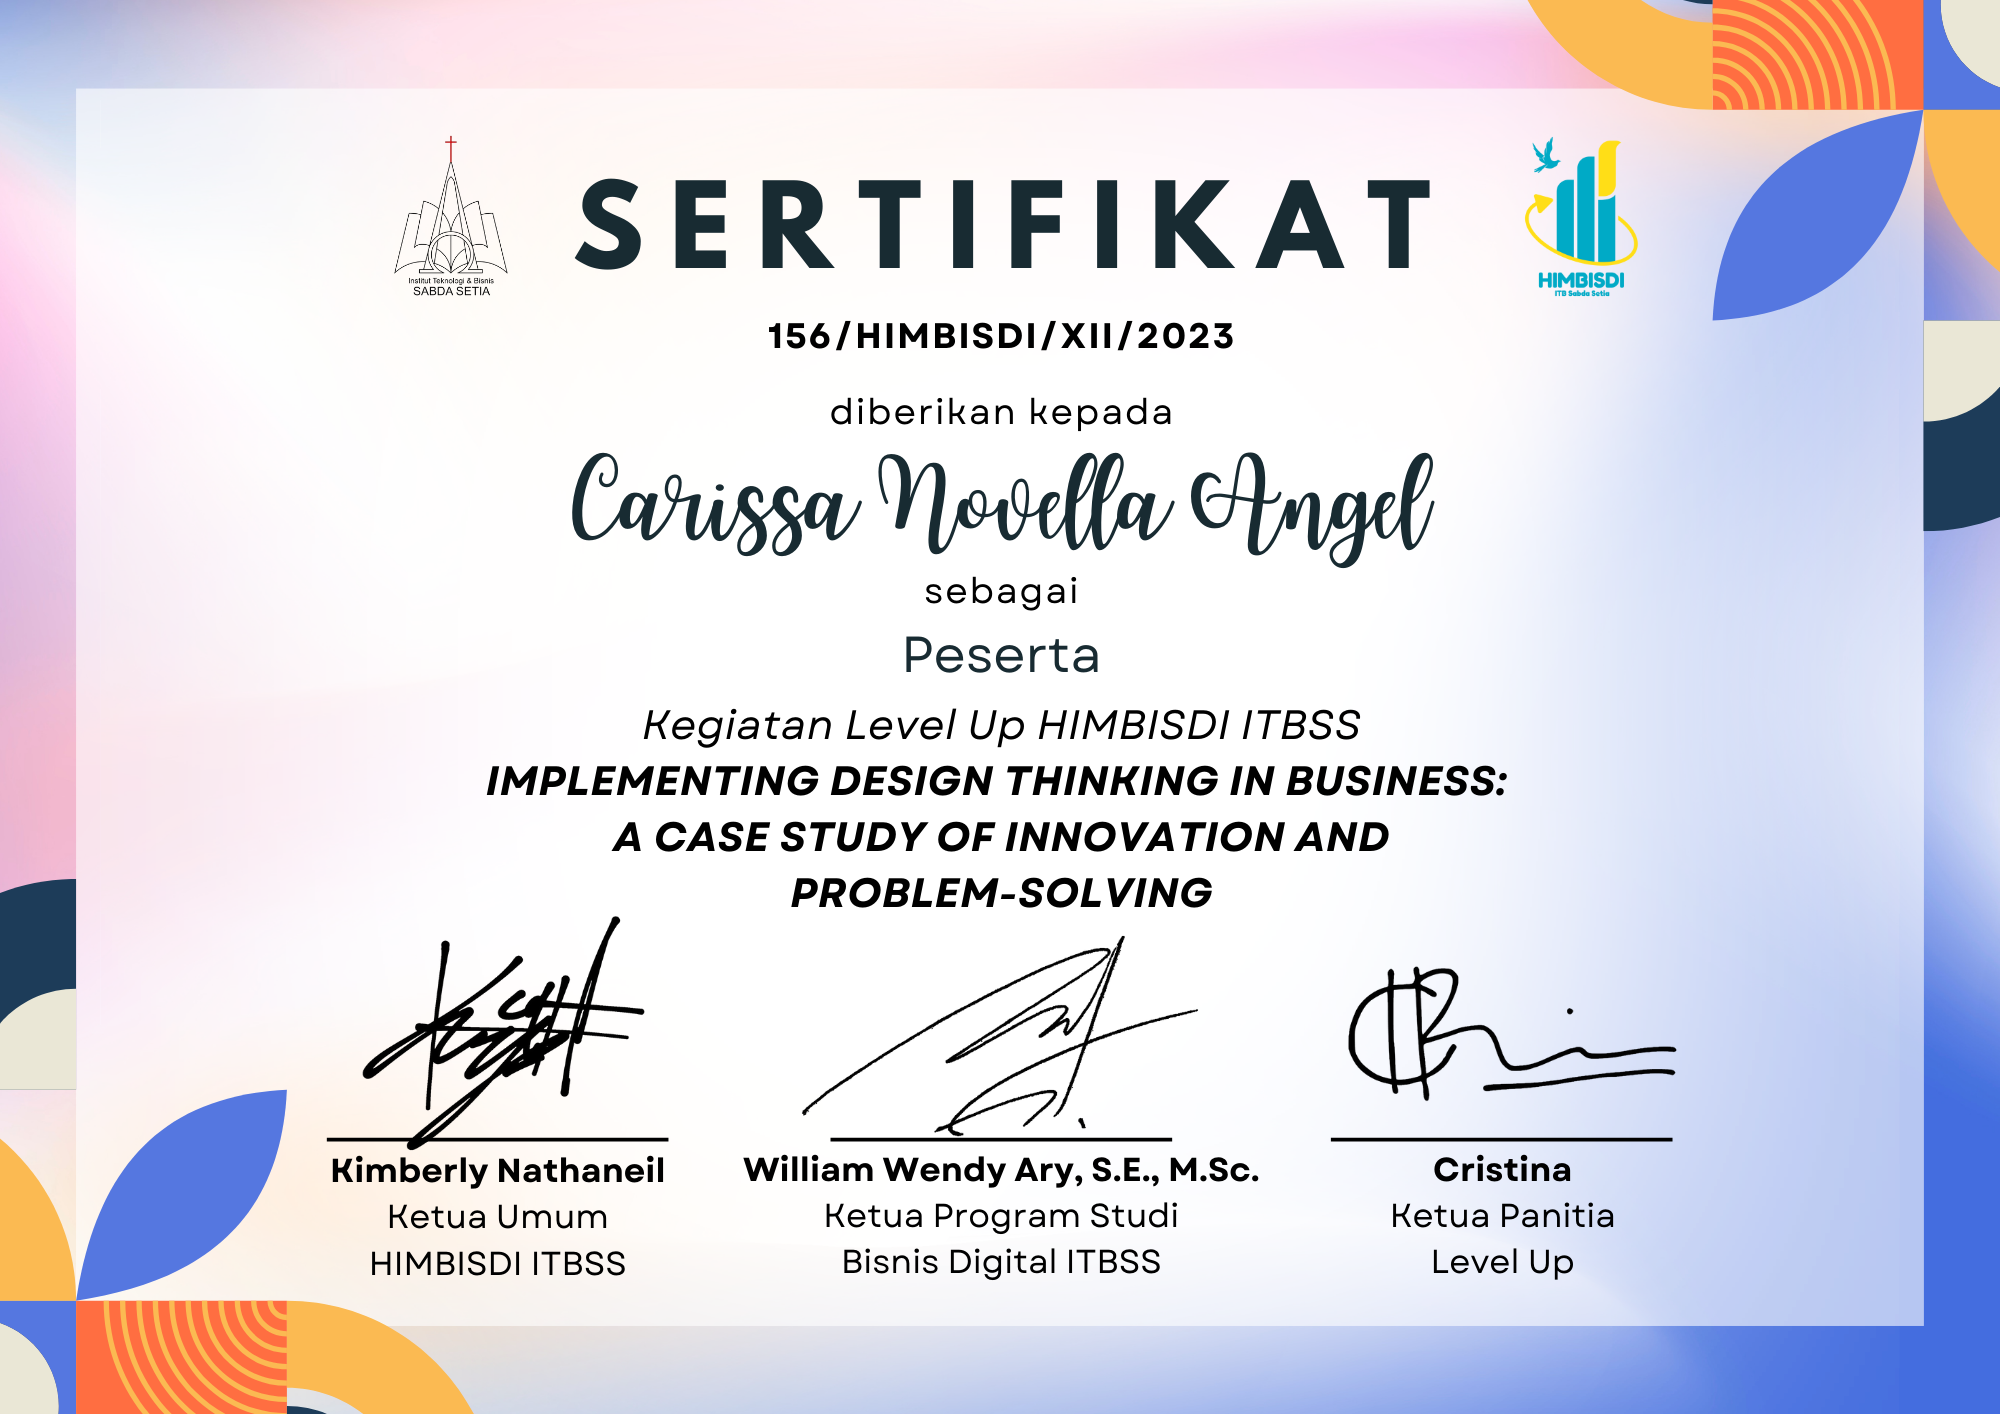 Institut Teknologi & Bisnis
SABDA SETIA
SERTIFIKAT
HIMBISDI
ITB Sabda Setia
156/HIMBISDI/XII/2023
diberikan kepada
Carissa Novella Angel
sebagai
Peserta
Kegiatan Level Up HIMBISDI ITBSS
IMPLEMENTING DESIGN THINKING IN BUSINESS:
A CASE STUDY OF INNOVATION AND
PROBLEM-SOLVING
Kimberly Nathaneil
Ketua Umum
HIMBISDI ITBSS
William Wendy Ary, S.E., M.Sc.
Ketua Program Studi
Bisnis Digital ITBSS
Cristina
Ketua Panitia
Level Up